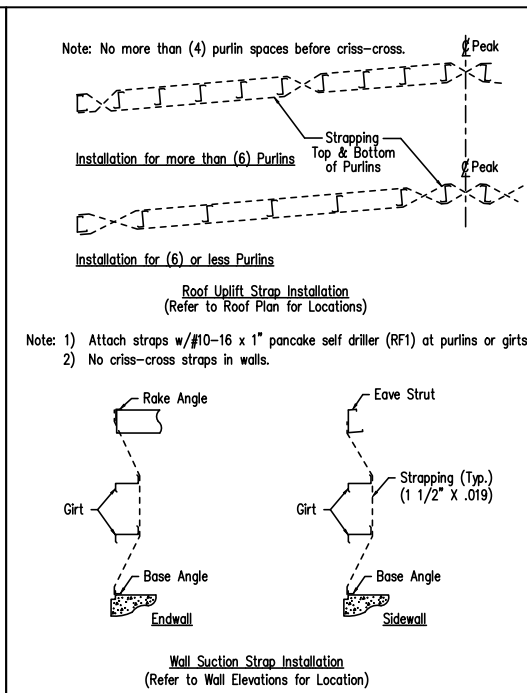 Note: No more than (4) purlin spaces before criss-cross.
℄ Peak
Strapping
Top & Bottom
of Purlins
Installation for more than (6) Purlins
℄ Peak
Installation for (6) or less Purlins
Roof Uplift Strap Installation
(Refer to Roof Plan for Locations)
Note: 1) Attach straps w/#10-16 x 1" pancake self driller (RF1) at purlins or girts
2) No criss-cross straps in walls.
Rake Angle
Girt
Base Angle
Endwall
Eave Strut
Strapping (Typ.)
(1 1/2" X .019)
Girt
Base Angle
Sidewall
Wall Suction Strap Installation
(Refer to Wall Elevations for Location)